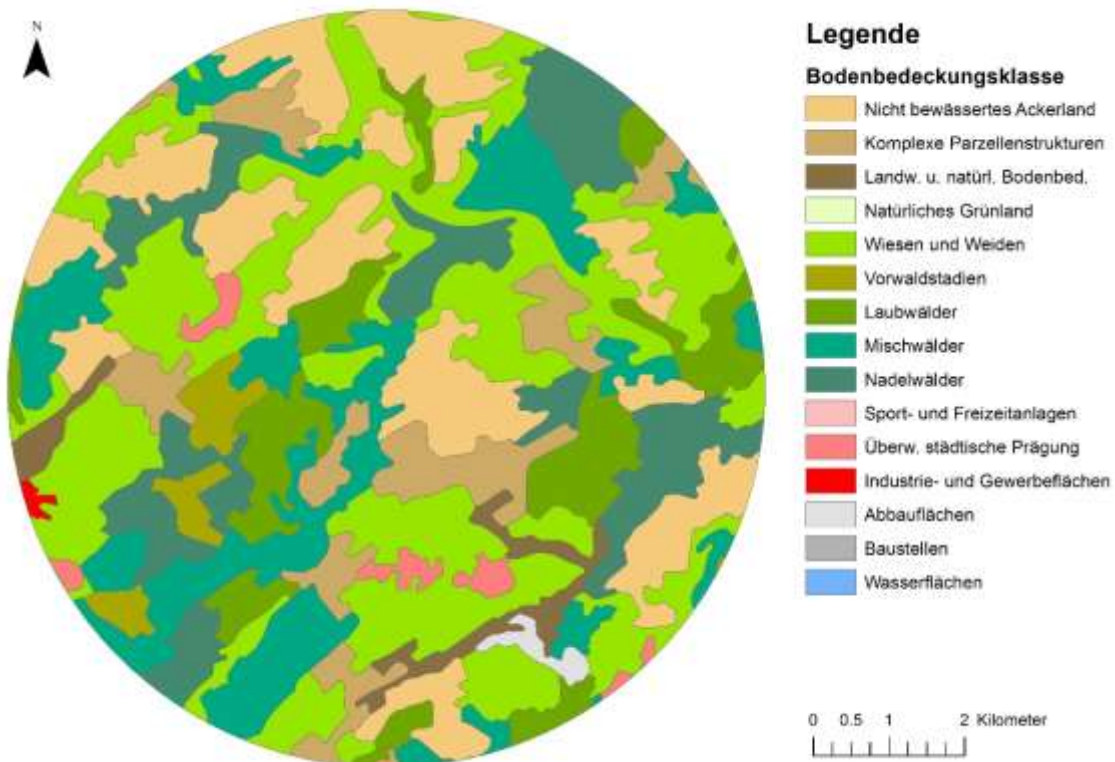 N
Legende
Bodenbedeckungsklasse
Nicht bewässertes Ackerland
Komplexe Parzellenstrukturen
Landw. u. natürl. Bodenbed.
Natürliches Grünland
Wiesen und Weiden
Vorwaldstadien
Laubwälder
Mischwälder
Nadelwälder
Sport- und Freizeitanlagen
Überw. städtische Prägung
Industrie- und Gewerbeflächen
Abbauflächen
Baustellen
Wasserflächen
0 0.5 1 2 Kilometer